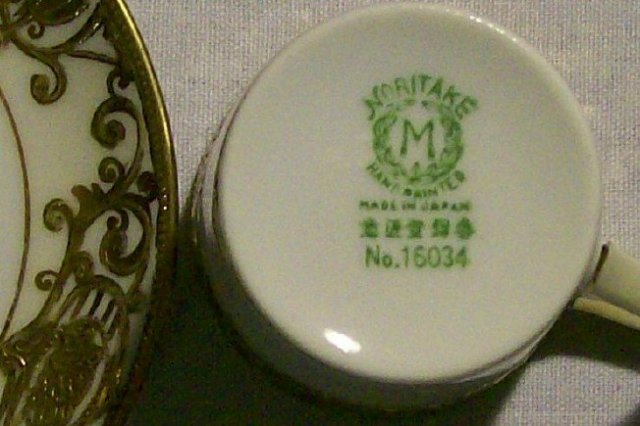 NORITAKE
M
HAND PAINTED
MADE IN JAPAN
No.16034